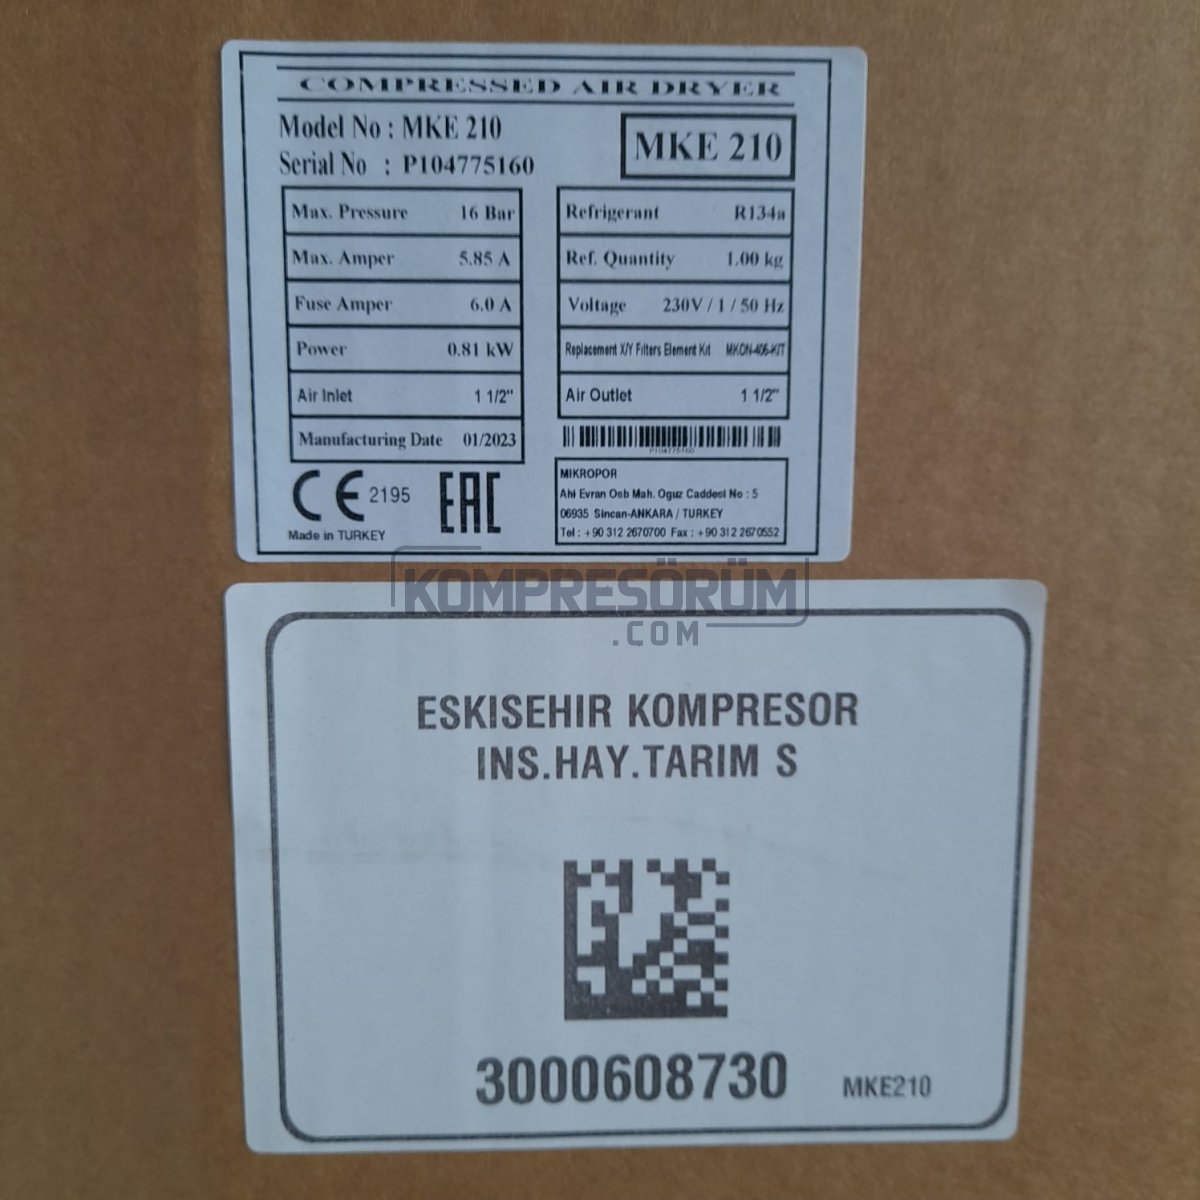 COMPRESSED AIR DRYER
Model No : MKE 210
Serial No : P104775160
MKE 210
Max. Pressure 16 Bar
Max. Amper 5.85 A
Fuse Amper 6.0 A
Power 0.81 kW
Air Inlet 1 1/2"
Manufacturing Date 01/2023
Refrigerant R134a
Ref. Quantity 1.00 kg
Voltage 230V / 1 / 50 Hz
Replacement X/Y Filters Element Kit MKON-406-KIT
Air Outlet 1 1/2"
P104775160
CE 2195 EAC
Made in TURKEY
MIKROPOR
Ahi Evran Osb Mah. Oguz Caddesi No : 5
06935 Sincan-ANKARA / TURKEY
Tel : +90 312 2670700 Fax : +90 312 2670552
KOMPRESÖRÜM
.COM
ESKISEHIR KOMPRESOR
INS.HAY.TARIM S
3000608730 MKE210